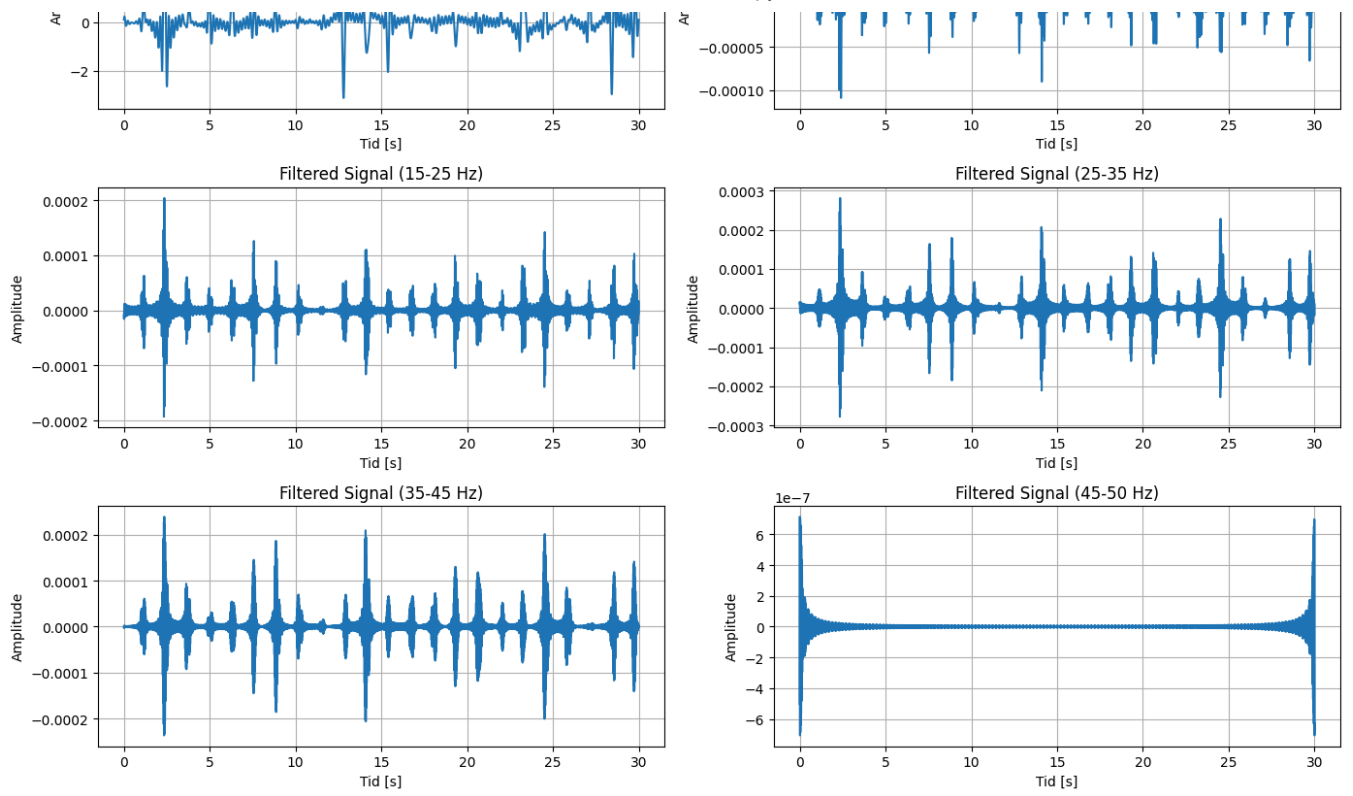 Ar
0
−2
0 5 10 15 20 25 30
Tid [s]
Ar
−0.00005
−0.00010
0 5 10 15 20 25 30
Tid [s]
Filtered Signal (15-25 Hz)
Amplitude
0.0002
0.0001
0.0000
−0.0001
−0.0002
0 5 10 15 20 25 30
Tid [s]
Filtered Signal (25-35 Hz)
Amplitude
0.0003
0.0002
0.0001
0.0000
−0.0001
−0.0002
−0.0003
0 5 10 15 20 25 30
Tid [s]
Filtered Signal (35-45 Hz)
Amplitude
0.0002
0.0001
0.0000
−0.0001
−0.0002
0 5 10 15 20 25 30
Tid [s]
Filtered Signal (45-50 Hz)
1e−7
Amplitude
6
4
2
0
−2
−4
−6
0 5 10 15 20 25 30
Tid [s]